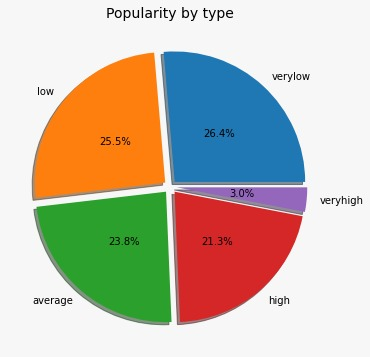 Popularity by type
verylow
low
25.5%
26.4%
3.0%
veryhigh
23.8%
21.3%
average
high